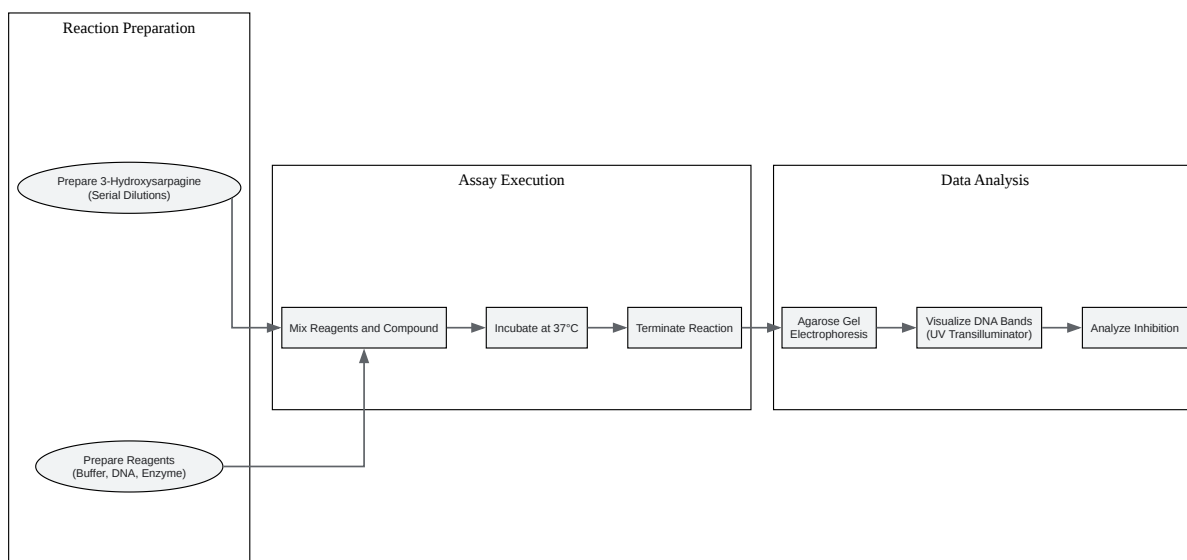 Reaction Preparation
Prepare 3-Hydroxysarpagine
(Serial Dilutions)
Prepare Reagents
(Buffer, DNA, Enzyme)
Assay Execution
Mix Reagents and Compound
Incubate at 37°C
Terminate Reaction
Data Analysis
Agarose Gel
Electrophoresis
Visualize DNA Bands
(UV Transilluminator)
Analyze Inhibition